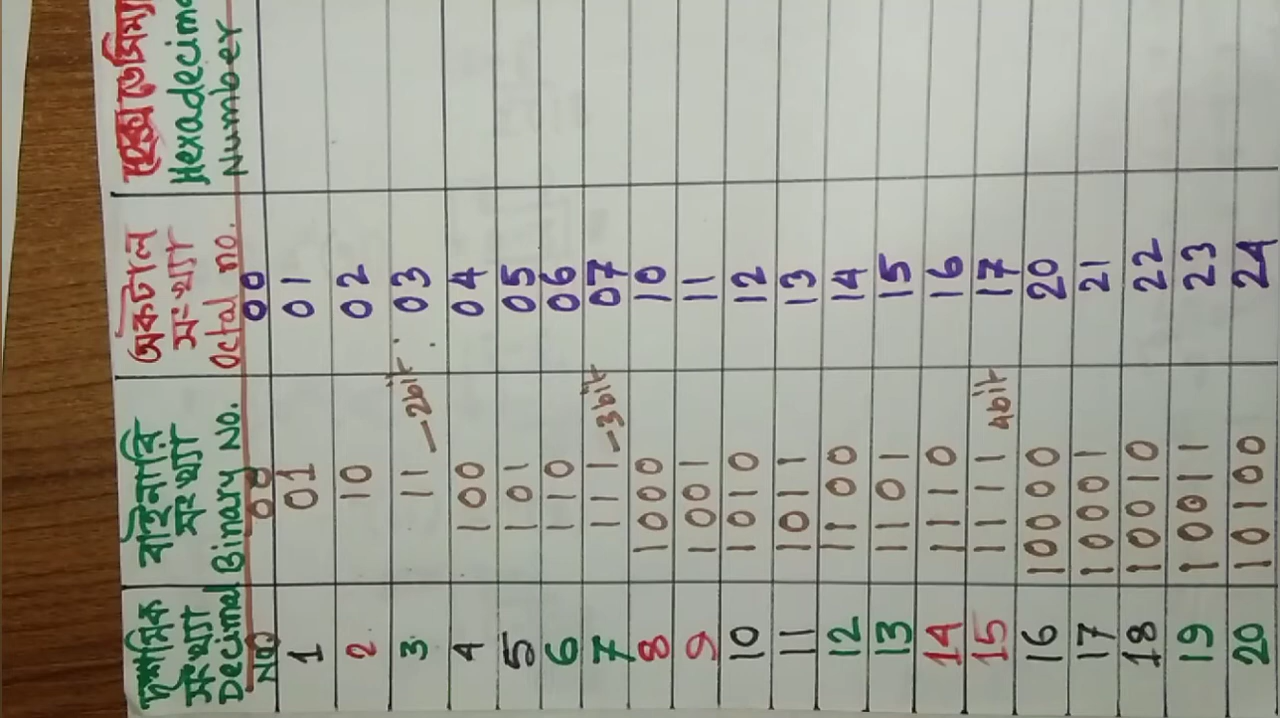 দশমিক সংখ্যা Decimal No. | বাইনারি সংখ্যা Binary No. | অকটাল সংখ্যা Octal no. | হেক্সাডেসিমা Hexadecima Number
00 | 00
1 | 01 | 01
2 | 10 | 02
3 | 11 – 2bit | 03
4 | 100 | 04
5 | 101 | 05
6 | 110 | 06
7 | 111 – 3bit | 07
8 | 1000 | 10
9 | 1001 | 11
10 | 1010 | 12
11 | 1011 | 13
12 | 1100 | 14
13 | 1101 | 15
14 | 1110 | 16
15 | 1111 4bit | 17
16 | 10000 | 20
17 | 10001 | 21
18 | 10010 | 22
19 | 10011 | 23
20 | 10100 | 24